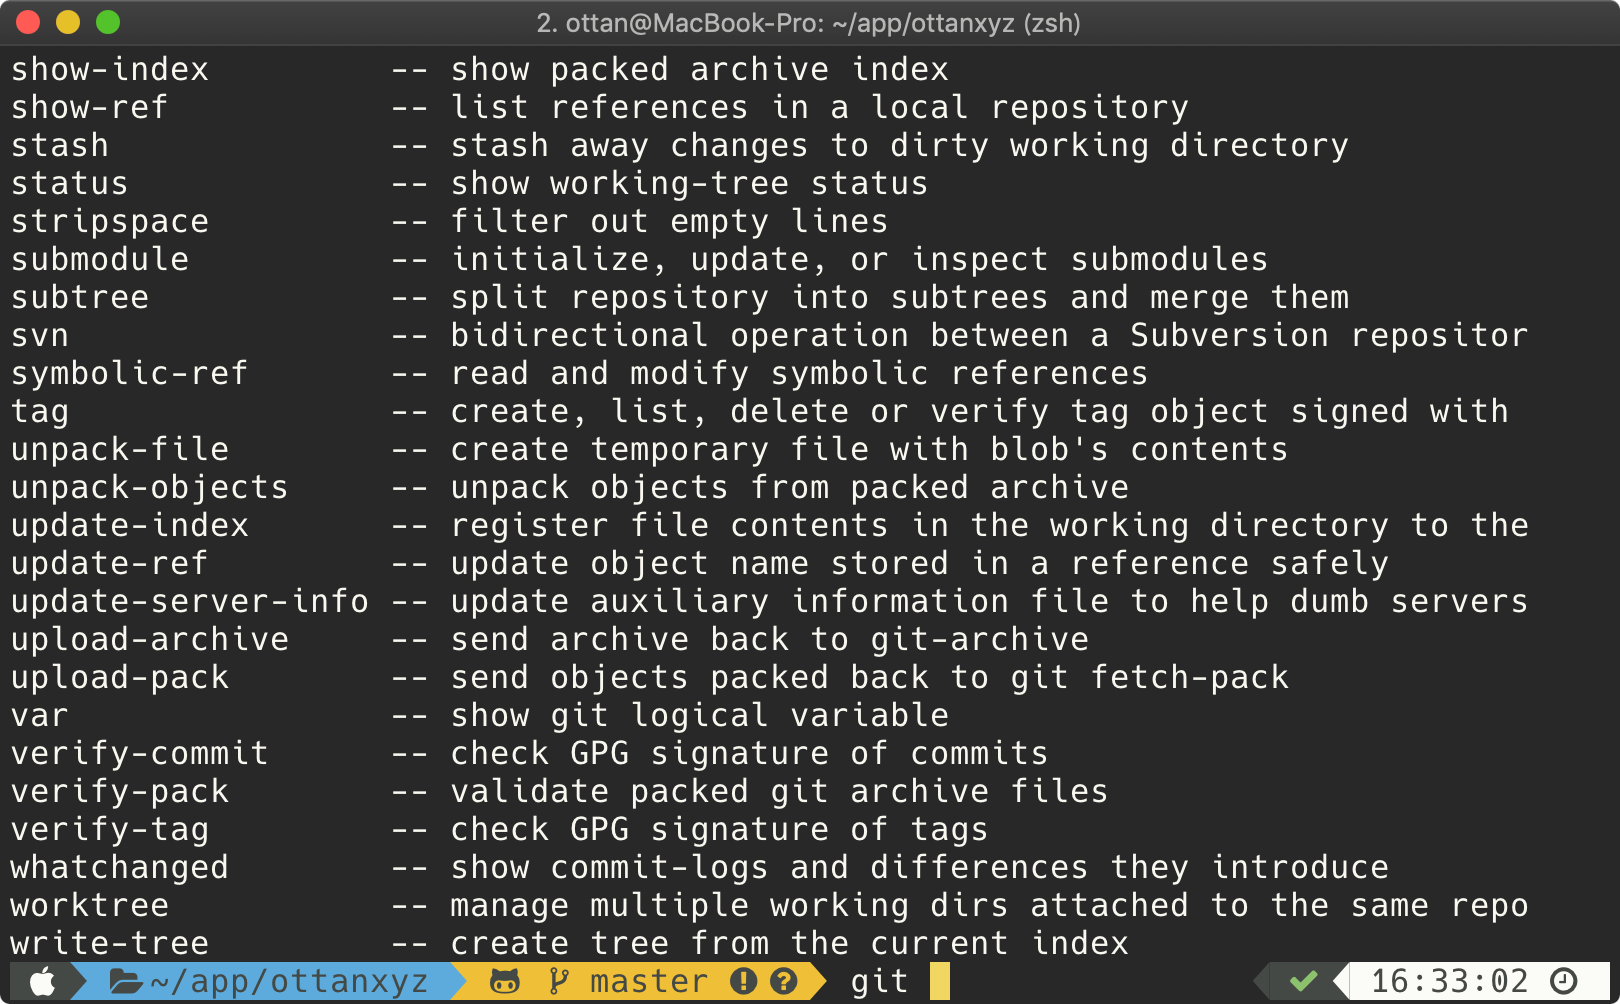 2. ottan@MacBook-Pro: ~/app/ottanxyz (zsh)
show-index -- show packed archive index
show-ref -- list references in a local repository
stash -- stash away changes to dirty working directory
status -- show working-tree status
stripspace -- filter out empty lines
submodule -- initialize, update, or inspect submodules
subtree -- split repository into subtrees and merge them
svn -- bidirectional operation between a Subversion repositor
symbolic-ref -- read and modify symbolic references
tag -- create, list, delete or verify tag object signed with
unpack-file -- create temporary file with blob's contents
unpack-objects -- unpack objects from packed archive
update-index -- register file contents in the working directory to the
update-ref -- update object name stored in a reference safely
update-server-info -- update auxiliary information file to help dumb servers
upload-archive -- send archive back to git-archive
upload-pack -- send objects packed back to git fetch-pack
var -- show git logical variable
verify-commit -- check GPG signature of commits
verify-pack -- validate packed git archive files
verify-tag -- check GPG signature of tags
whatchanged -- show commit-logs and differences they introduce
worktree -- manage multiple working dirs attached to the same repo
write-tree -- create tree from the current index
~/app/ottanxyz master ! ? git 16:33:02